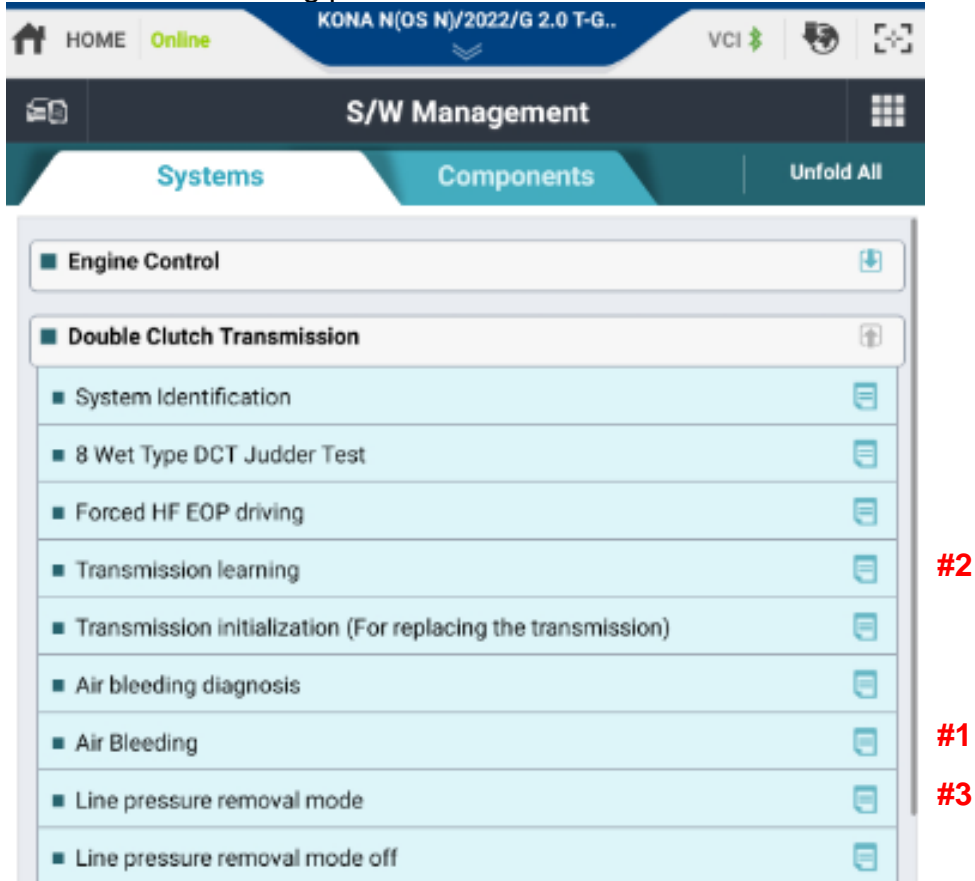 KONA N(OS N)/2022/G 2.0 T-G..
HOME Online VCI
S/W Management
Systems Components Unfold All
Engine Control
Double Clutch Transmission
System Identification
8 Wet Type DCT Judder Test
Forced HF EOP driving
Transmission learning #2
Transmission initialization (For replacing the transmission)
Air bleeding diagnosis
Air Bleeding #1
Line pressure removal mode #3
Line pressure removal mode off